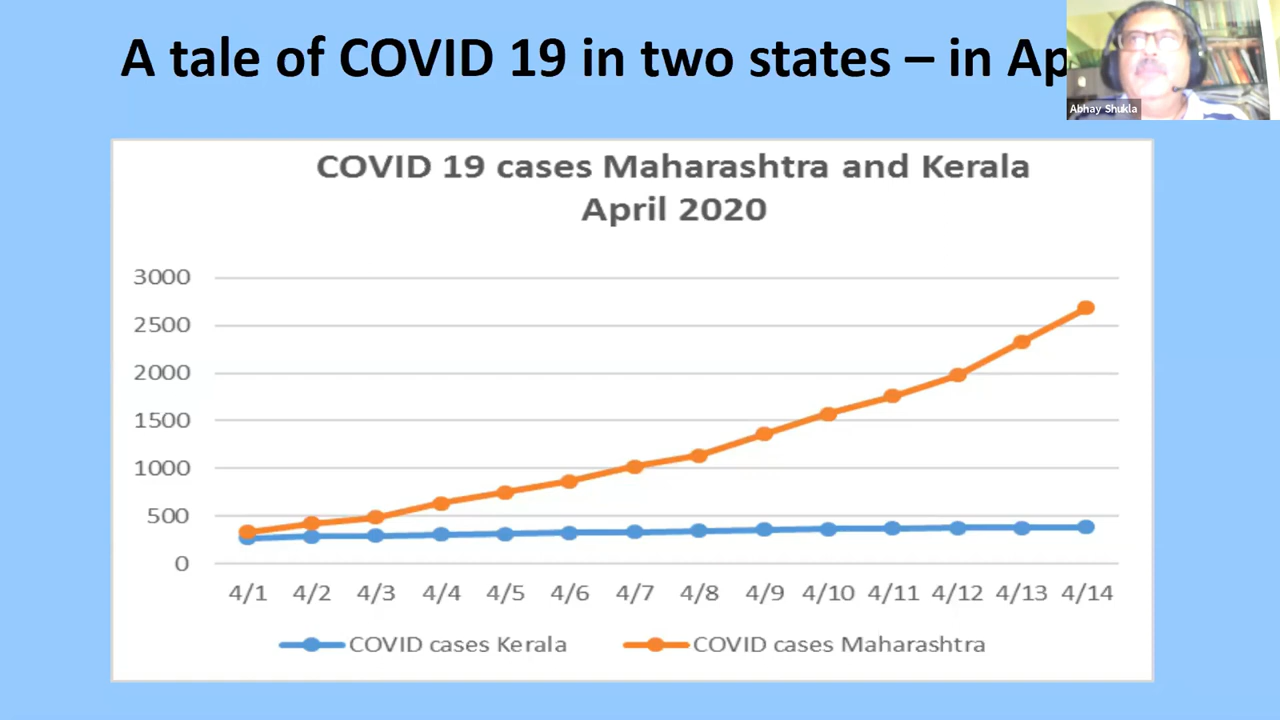 A tale of COVID 19 in two states – in Ap
Abhay Shukla
COVID 19 cases Maharashtra and Kerala
April 2020
3000
2500
2000
1500
1000
500
0
4/1 4/2 4/3 4/4 4/5 4/6 4/7 4/8 4/9 4/10 4/11 4/12 4/13 4/14
COVID cases Kerala COVID cases Maharashtra